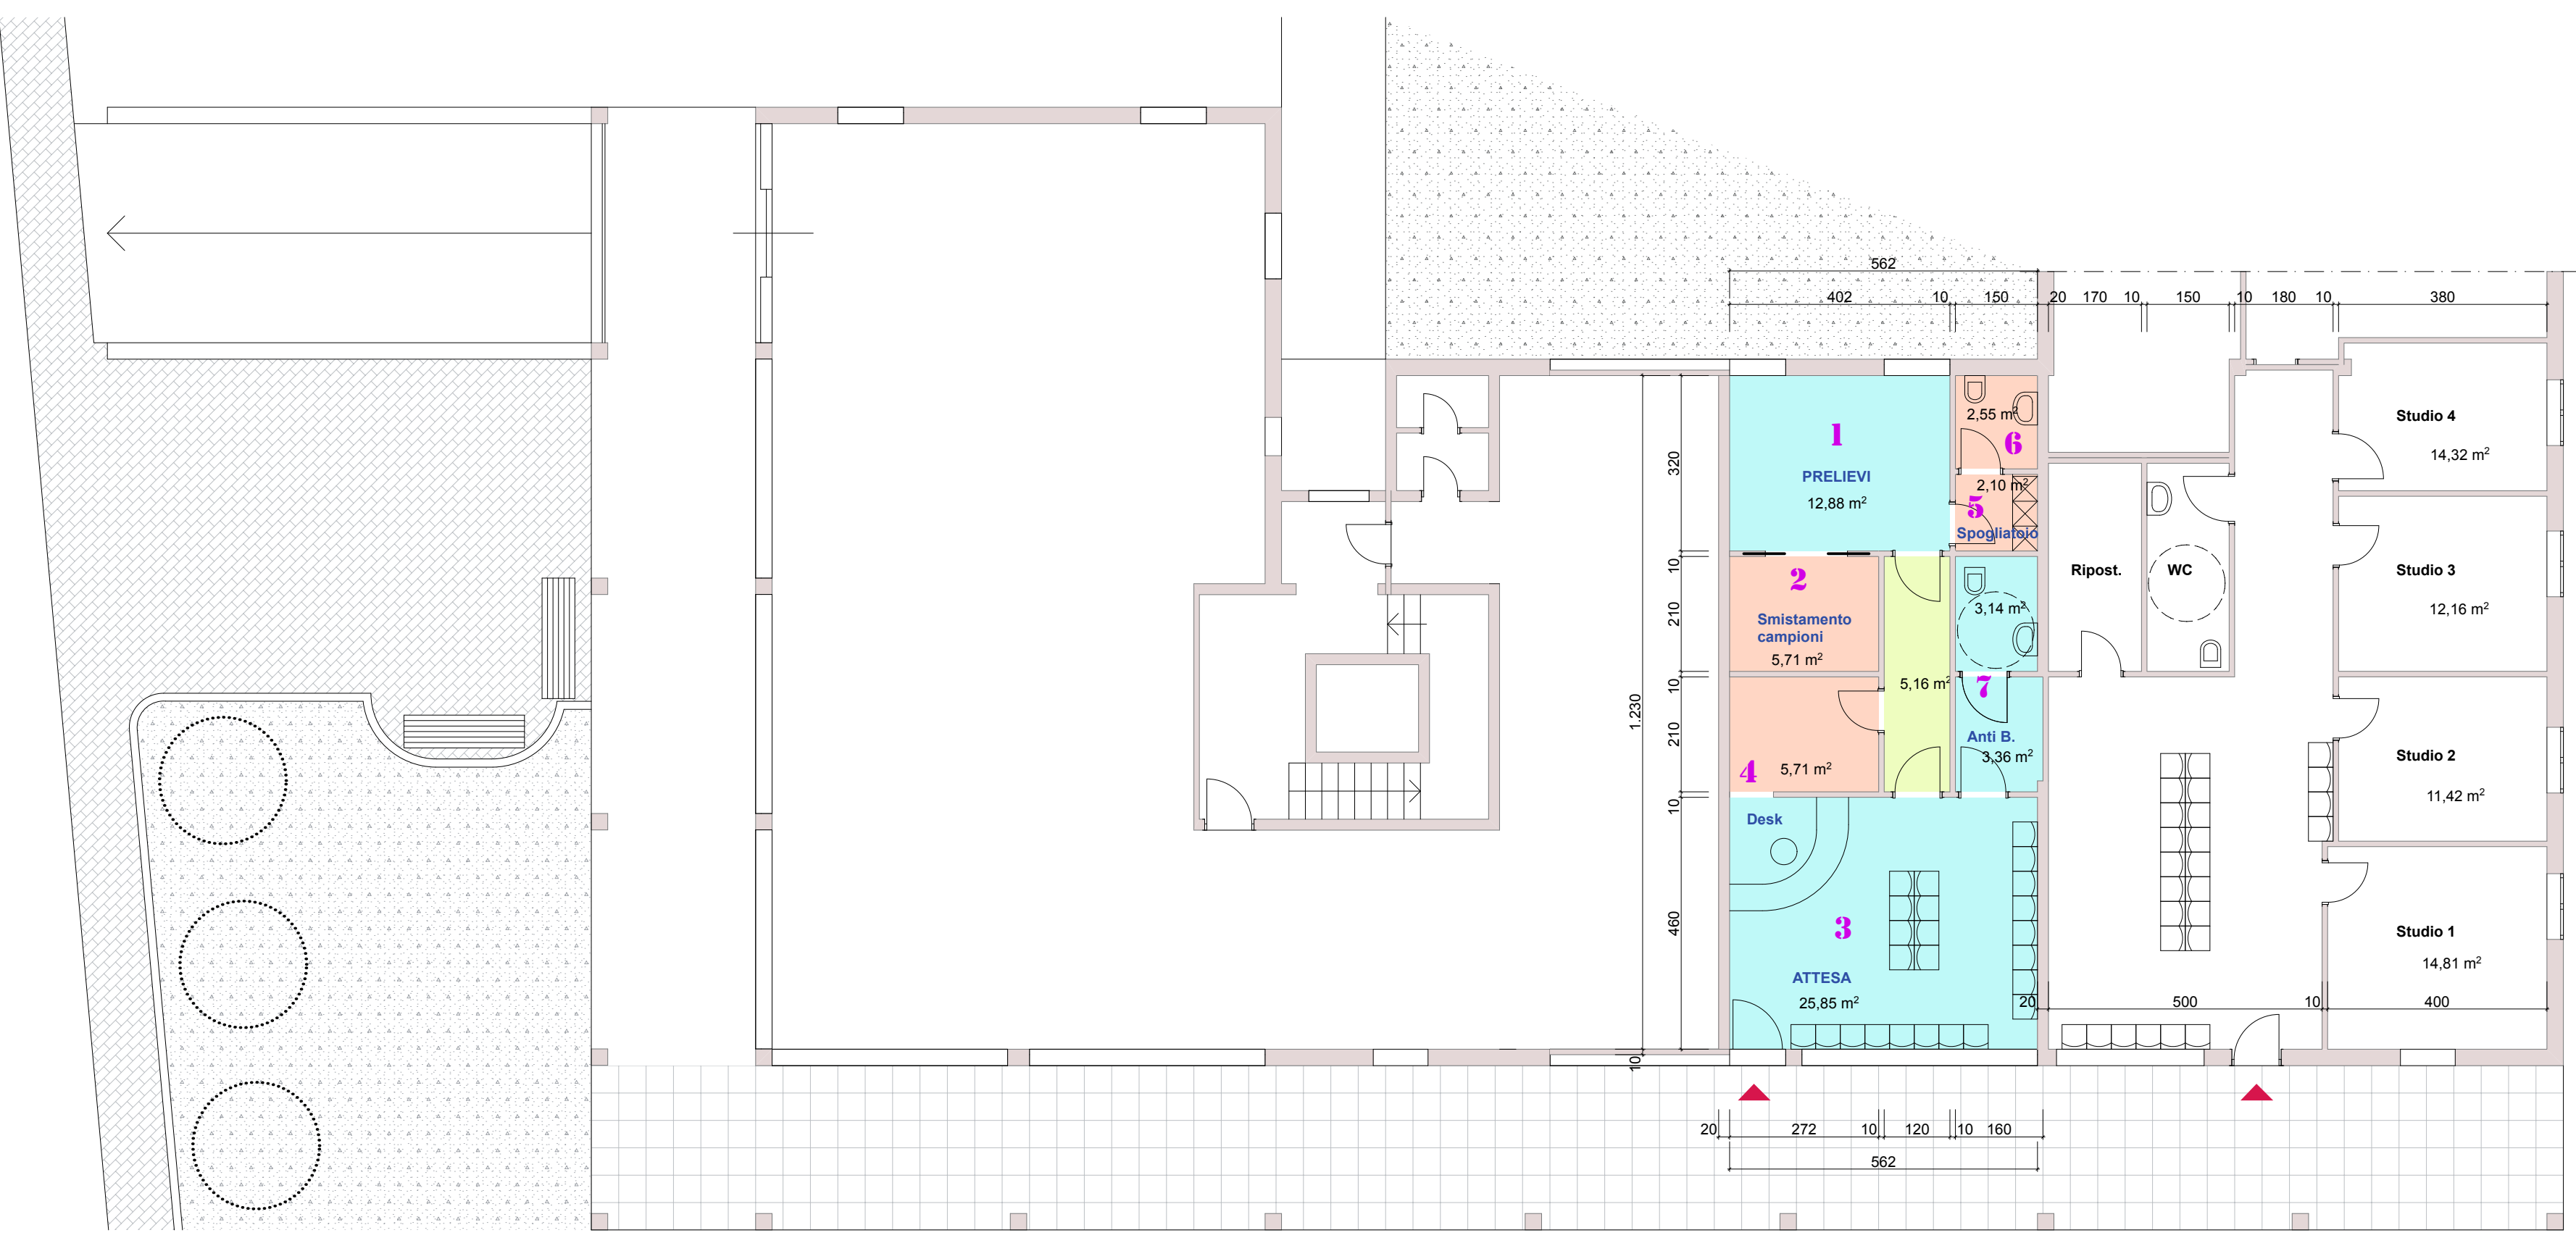 562
402
10
150
20
170
10
150
10
180
10
380
1
PRELIEVI
12,88 m²
2,55 m²
6
2,10 m²
5
Spogliatoio
Studio 4
14,32 m²
320
10
210
10
210
10
460
1.230
10
2
Smistamento
campioni
5,71 m²
5,16 m²
3,14 m²
7
Anti B.
3,36 m²
4
5,71 m²
Ripost.
WC
Studio 3
12,16 m²
Studio 2
11,42 m²
Desk
3
ATTESA
25,85 m²
Studio 1
14,81 m²
20
500
10
400
20
272
10
120
10
160
562